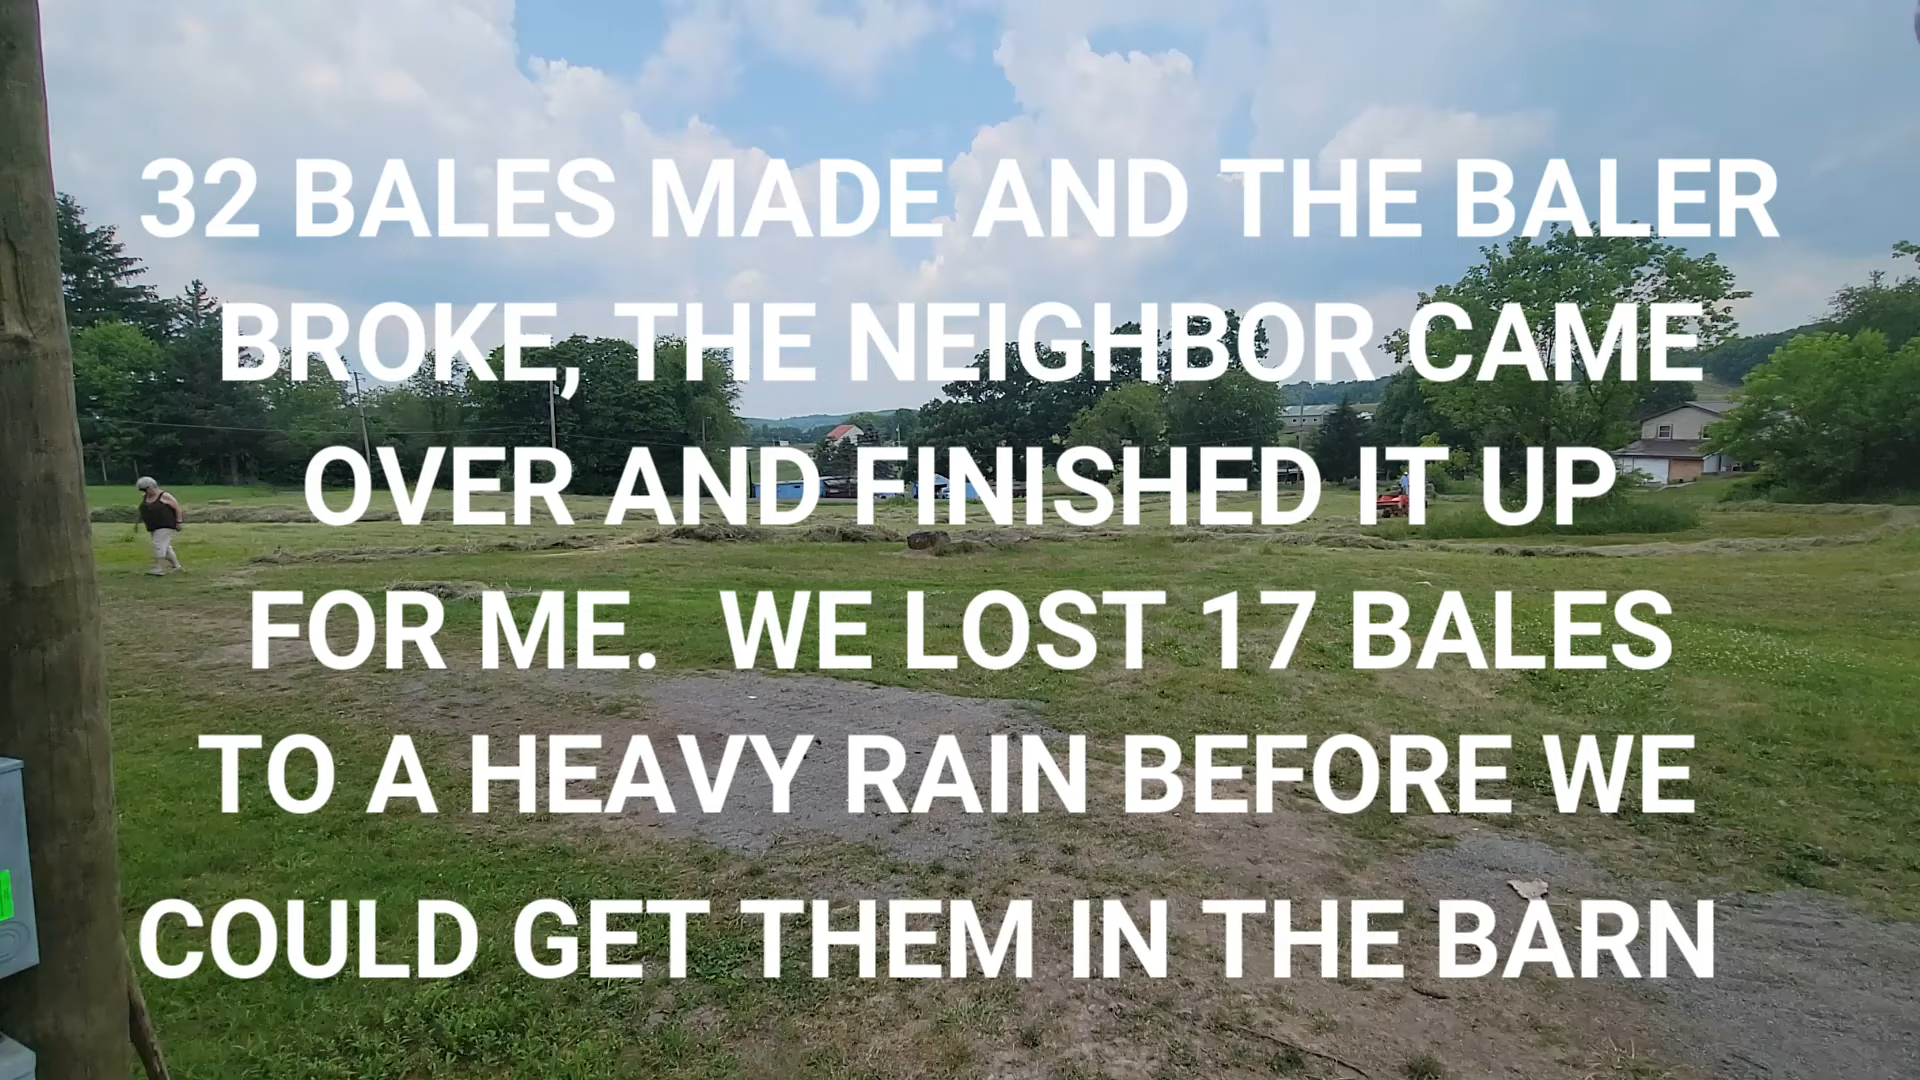 32 BALES MADE AND THE BALER
BROKE, THE NEIGHBOR CAME
OVER AND FINISHED IT UP
FOR ME.  WE LOST 17 BALES
TO A HEAVY RAIN BEFORE WE
COULD GET THEM IN THE BARN